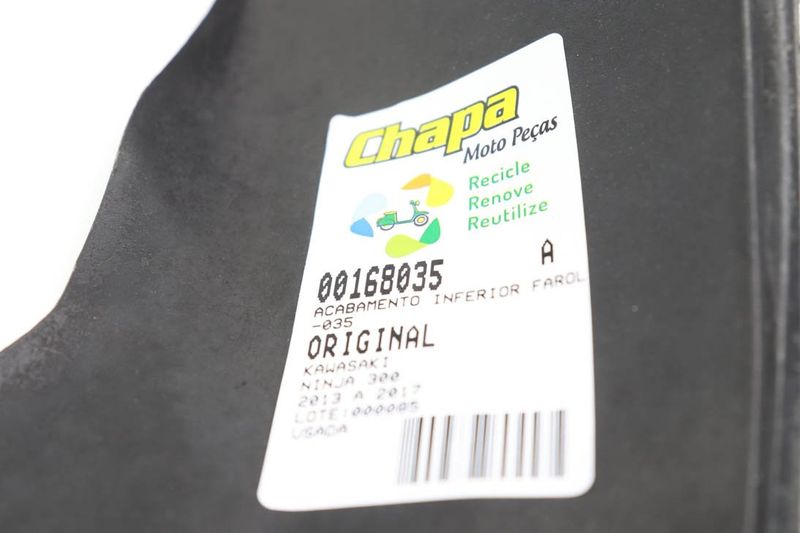 Chapa
Moto Peças
Recicle
Renove
Reutilize
00168035 A
ACABAMENTO INFERIOR FAROL
-035
ORIGINAL
KAWASAKI
NINJA 300
2013 A 2017
LOTE:000005
USADA